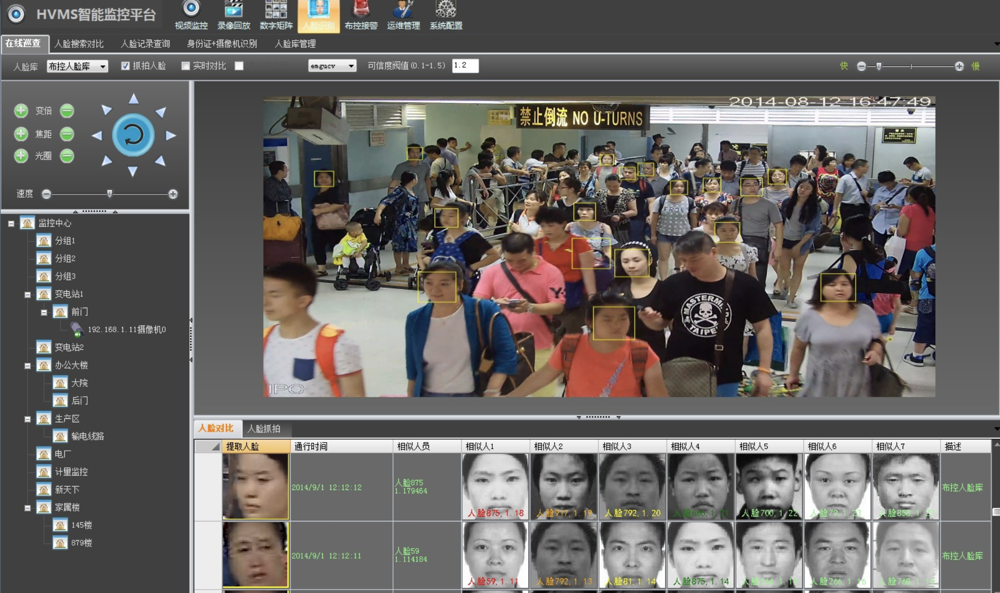 HVMS智能监控平台
视频监控 录像回放 数字矩阵 人脸识别 布控接警 运维管理 系统配置
在线巡查 人脸搜索对比 人脸记录查询 身份证+摄像机识别 人脸库管理
人脸库 布控人脸库 抓拍人脸 实时对比 emgucv 可信度阀值(0.1-1.5) 1.2 快 慢
变倍
焦距
光圈
速度
监控中心
分组1
分组2
分组3
变电站1
前门
192.168.1.11摄像机0
变电站2
办公大楼
大院
后门
生产区
输电线路
电厂
计量监控
新天下
家属楼
145楼
879楼
2014-08-12 16:47:49
禁止倒流 NO U-TURNS
FR3E
MASTERMI
TAIPE
IPC
人脸对比 人脸抓拍
提取人脸 通行时间 相似人员 相似人1 相似人2 相似人3 相拟人4 相似人5 相似人6 相似人7 描述
2014/9/1 12:12:12
人脸875
1.179464
人脸875, 1.18 人脸917, 1.19 人脸792, 1.20 人脸700, 1.22 人脸79, 1.23 人脸858, 1.23
布控人脸库
2014/9/1 12:12:11
人脸59
1.114184
人脸59, 1.11 人脸792, 1.13 人脸81, 1.14 人脸875, 1.14 人脸266, 1.16 人脸768, 1.16
布控人脸库